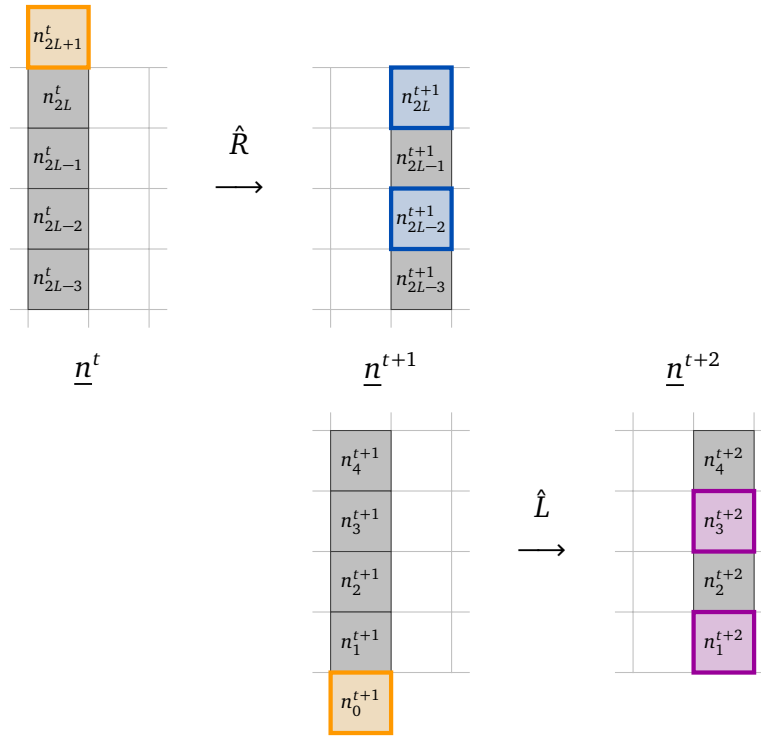 n^t_{2L+1}
n^t_{2L} n^{t+1}_{2L}
R̂
n^t_{2L−1} n^{t+1}_{2L−1}
⟶
n^t_{2L−2} n^{t+1}_{2L−2}
n^t_{2L−3} n^{t+1}_{2L−3}
n^t n^{t+1} n^{t+2}
n^{t+1}_4 n^{t+2}_4
L̂
n^{t+1}_3 n^{t+2}_3
⟶
n^{t+1}_2 n^{t+2}_2
n^{t+1}_1 n^{t+2}_1
n^{t+1}_0